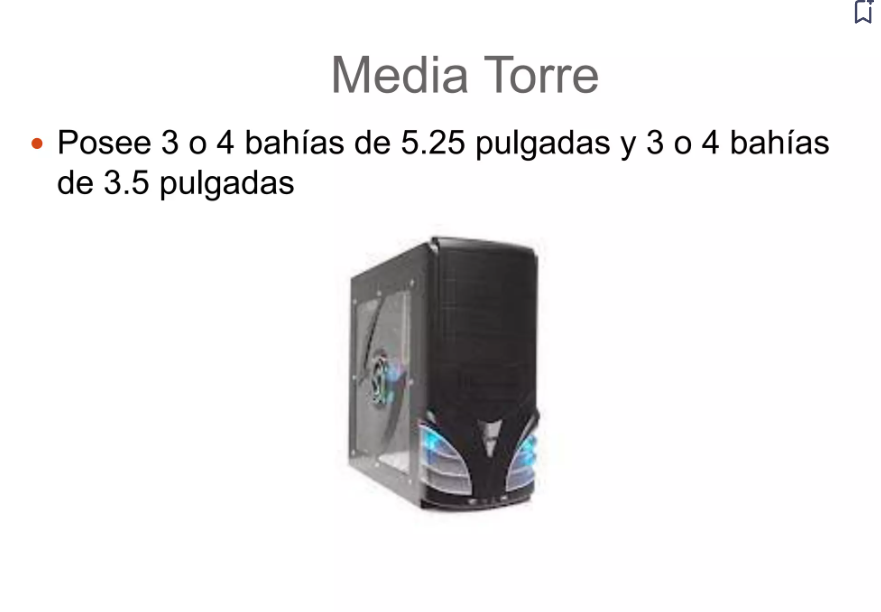 Media Torre
• Posee 3 o 4 bahías de 5.25 pulgadas y 3 o 4 bahías
de 3.5 pulgadas